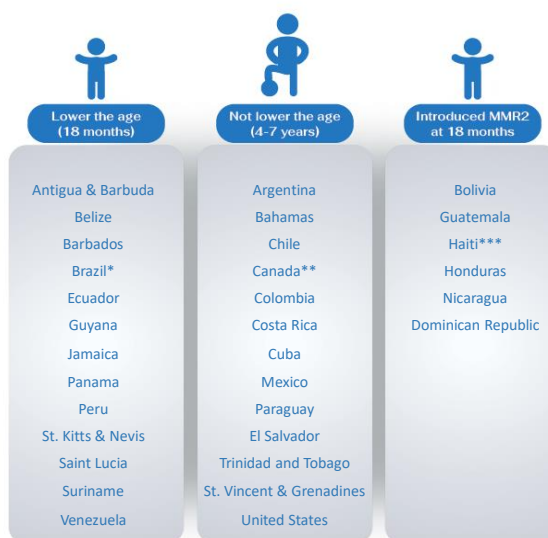 Lower the age
(18 months)
Antigua & Barbuda
Belize
Barbados
Brazil*
Ecuador
Guyana
Jamaica
Panama
Peru
St. Kitts & Nevis
Saint Lucia
Suriname
Venezuela
Not lower the age
(4-7 years)
Argentina
Bahamas
Chile
Canada**
Colombia
Costa Rica
Cuba
Mexico
Paraguay
El Salvador
Trinidad and Tobago
St. Vincent & Grenadines
United States
Introduced MMR2
at 18 months
Bolivia
Guatemala
Haiti***
Honduras
Nicaragua
Dominican Republic